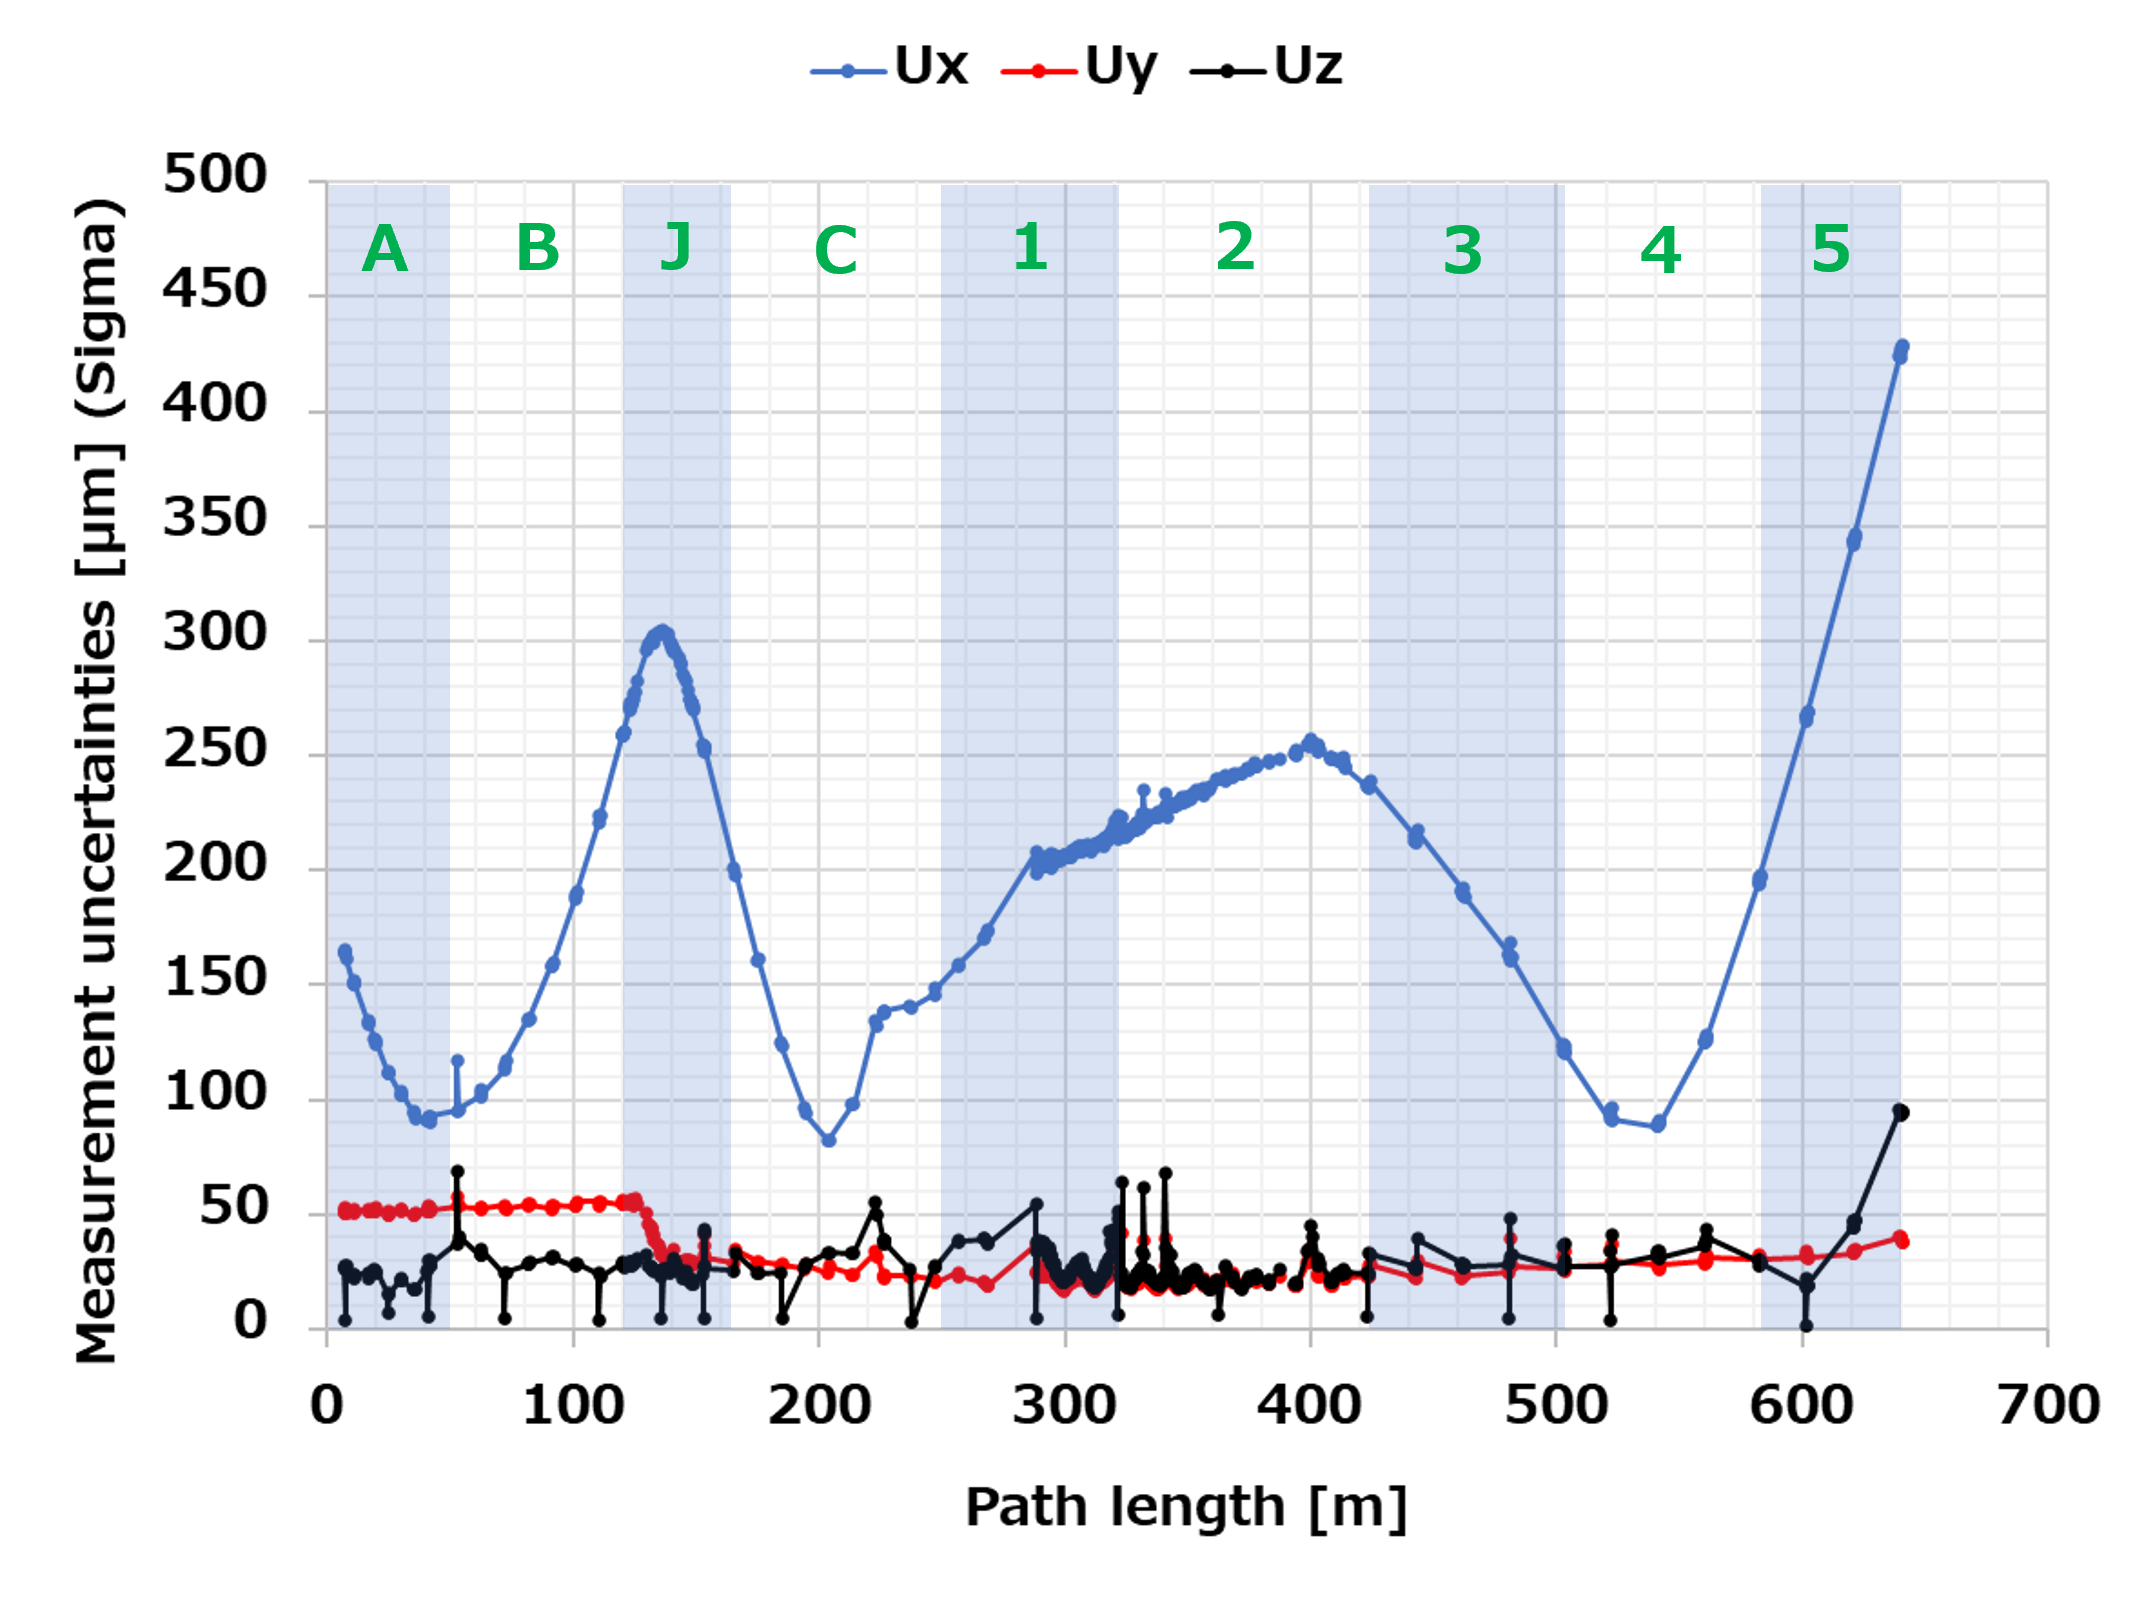 Ux Uy Uz
Measurement uncertainties [μm] (Sigma)
500
450
400
350
300
250
200
150
100
50
0
A B J C 1 2 3 4 5
0 100 200 300 400 500 600 700
Path length [m]